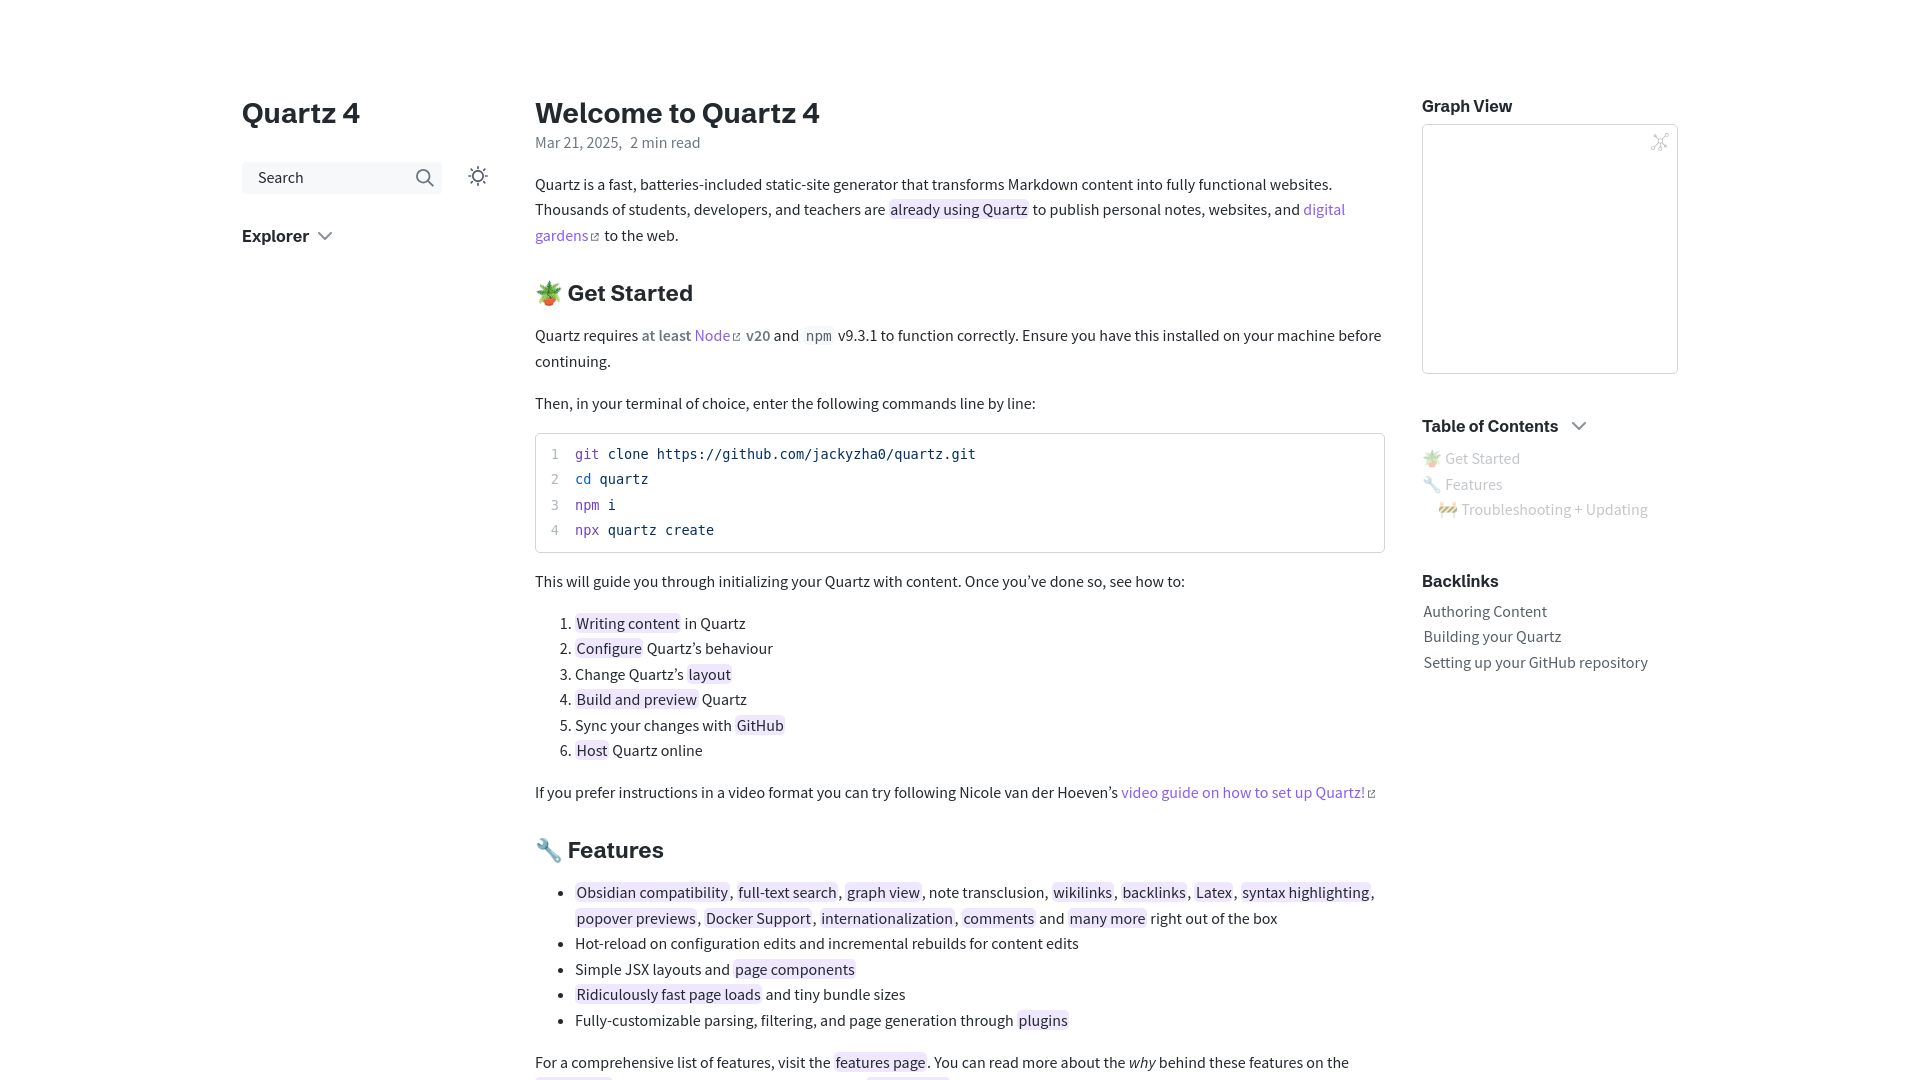 Quartz 4
Search
Explorer
Welcome to Quartz 4
Mar 21, 2025, 2 min read
Quartz is a fast, batteries-included static-site generator that transforms Markdown content into fully functional websites.
Thousands of students, developers, and teachers are already using Quartz to publish personal notes, websites, and digital
gardens to the web.
🪴 Get Started
Quartz requires at least Node v20 and npm v9.3.1 to function correctly. Ensure you have this installed on your machine before
continuing.
Then, in your terminal of choice, enter the following commands line by line:
1 git clone https://github.com/jackyzha0/quartz.git
2 cd quartz
3 npm i
4 npx quartz create
This will guide you through initializing your Quartz with content. Once you’ve done so, see how to:
1. Writing content in Quartz
2. Configure Quartz’s behaviour
3. Change Quartz’s layout
4. Build and preview Quartz
5. Sync your changes with GitHub
6. Host Quartz online
If you prefer instructions in a video format you can try following Nicole van der Hoeven’s video guide on how to set up Quartz!
🔧 Features
• Obsidian compatibility, full-text search, graph view, note transclusion, wikilinks, backlinks, Latex, syntax highlighting,
popover previews, Docker Support, internationalization, comments and many more right out of the box
• Hot-reload on configuration edits and incremental rebuilds for content edits
• Simple JSX layouts and page components
• Ridiculously fast page loads and tiny bundle sizes
• Fully-customizable parsing, filtering, and page generation through plugins
For a comprehensive list of features, visit the features page. You can read more about the why behind these features on the
Graph View
Table of Contents
🪴 Get Started
🔧 Features
🚧 Troubleshooting + Updating
Backlinks
Authoring Content
Building your Quartz
Setting up your GitHub repository